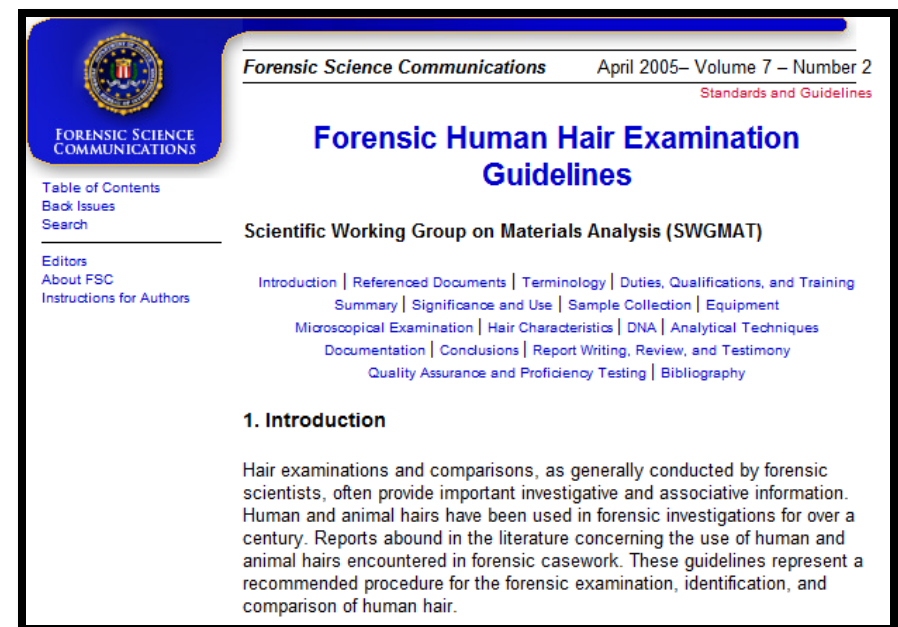 Forensic Science Communications April 2005– Volume 7 – Number 2
Standards and Guidelines
FORENSIC SCIENCE
COMMUNICATIONS
Table of Contents
Back Issues
Search
Editors
About FSC
Instructions for Authors
Forensic Human Hair Examination
Guidelines
Scientific Working Group on Materials Analysis (SWGMAT)
Introduction | Referenced Documents | Terminology | Duties, Qualifications, and Training
Summary | Significance and Use | Sample Collection | Equipment
Microscopical Examination | Hair Characteristics | DNA | Analytical Techniques
Documentation | Conclusions | Report Writing, Review, and Testimony
Quality Assurance and Proficiency Testing | Bibliography
1. Introduction
Hair examinations and comparisons, as generally conducted by forensic
scientists, often provide important investigative and associative information.
Human and animal hairs have been used in forensic investigations for over a
century. Reports abound in the literature concerning the use of human and
animal hairs encountered in forensic casework. These guidelines represent a
recommended procedure for the forensic examination, identification, and
comparison of human hair.